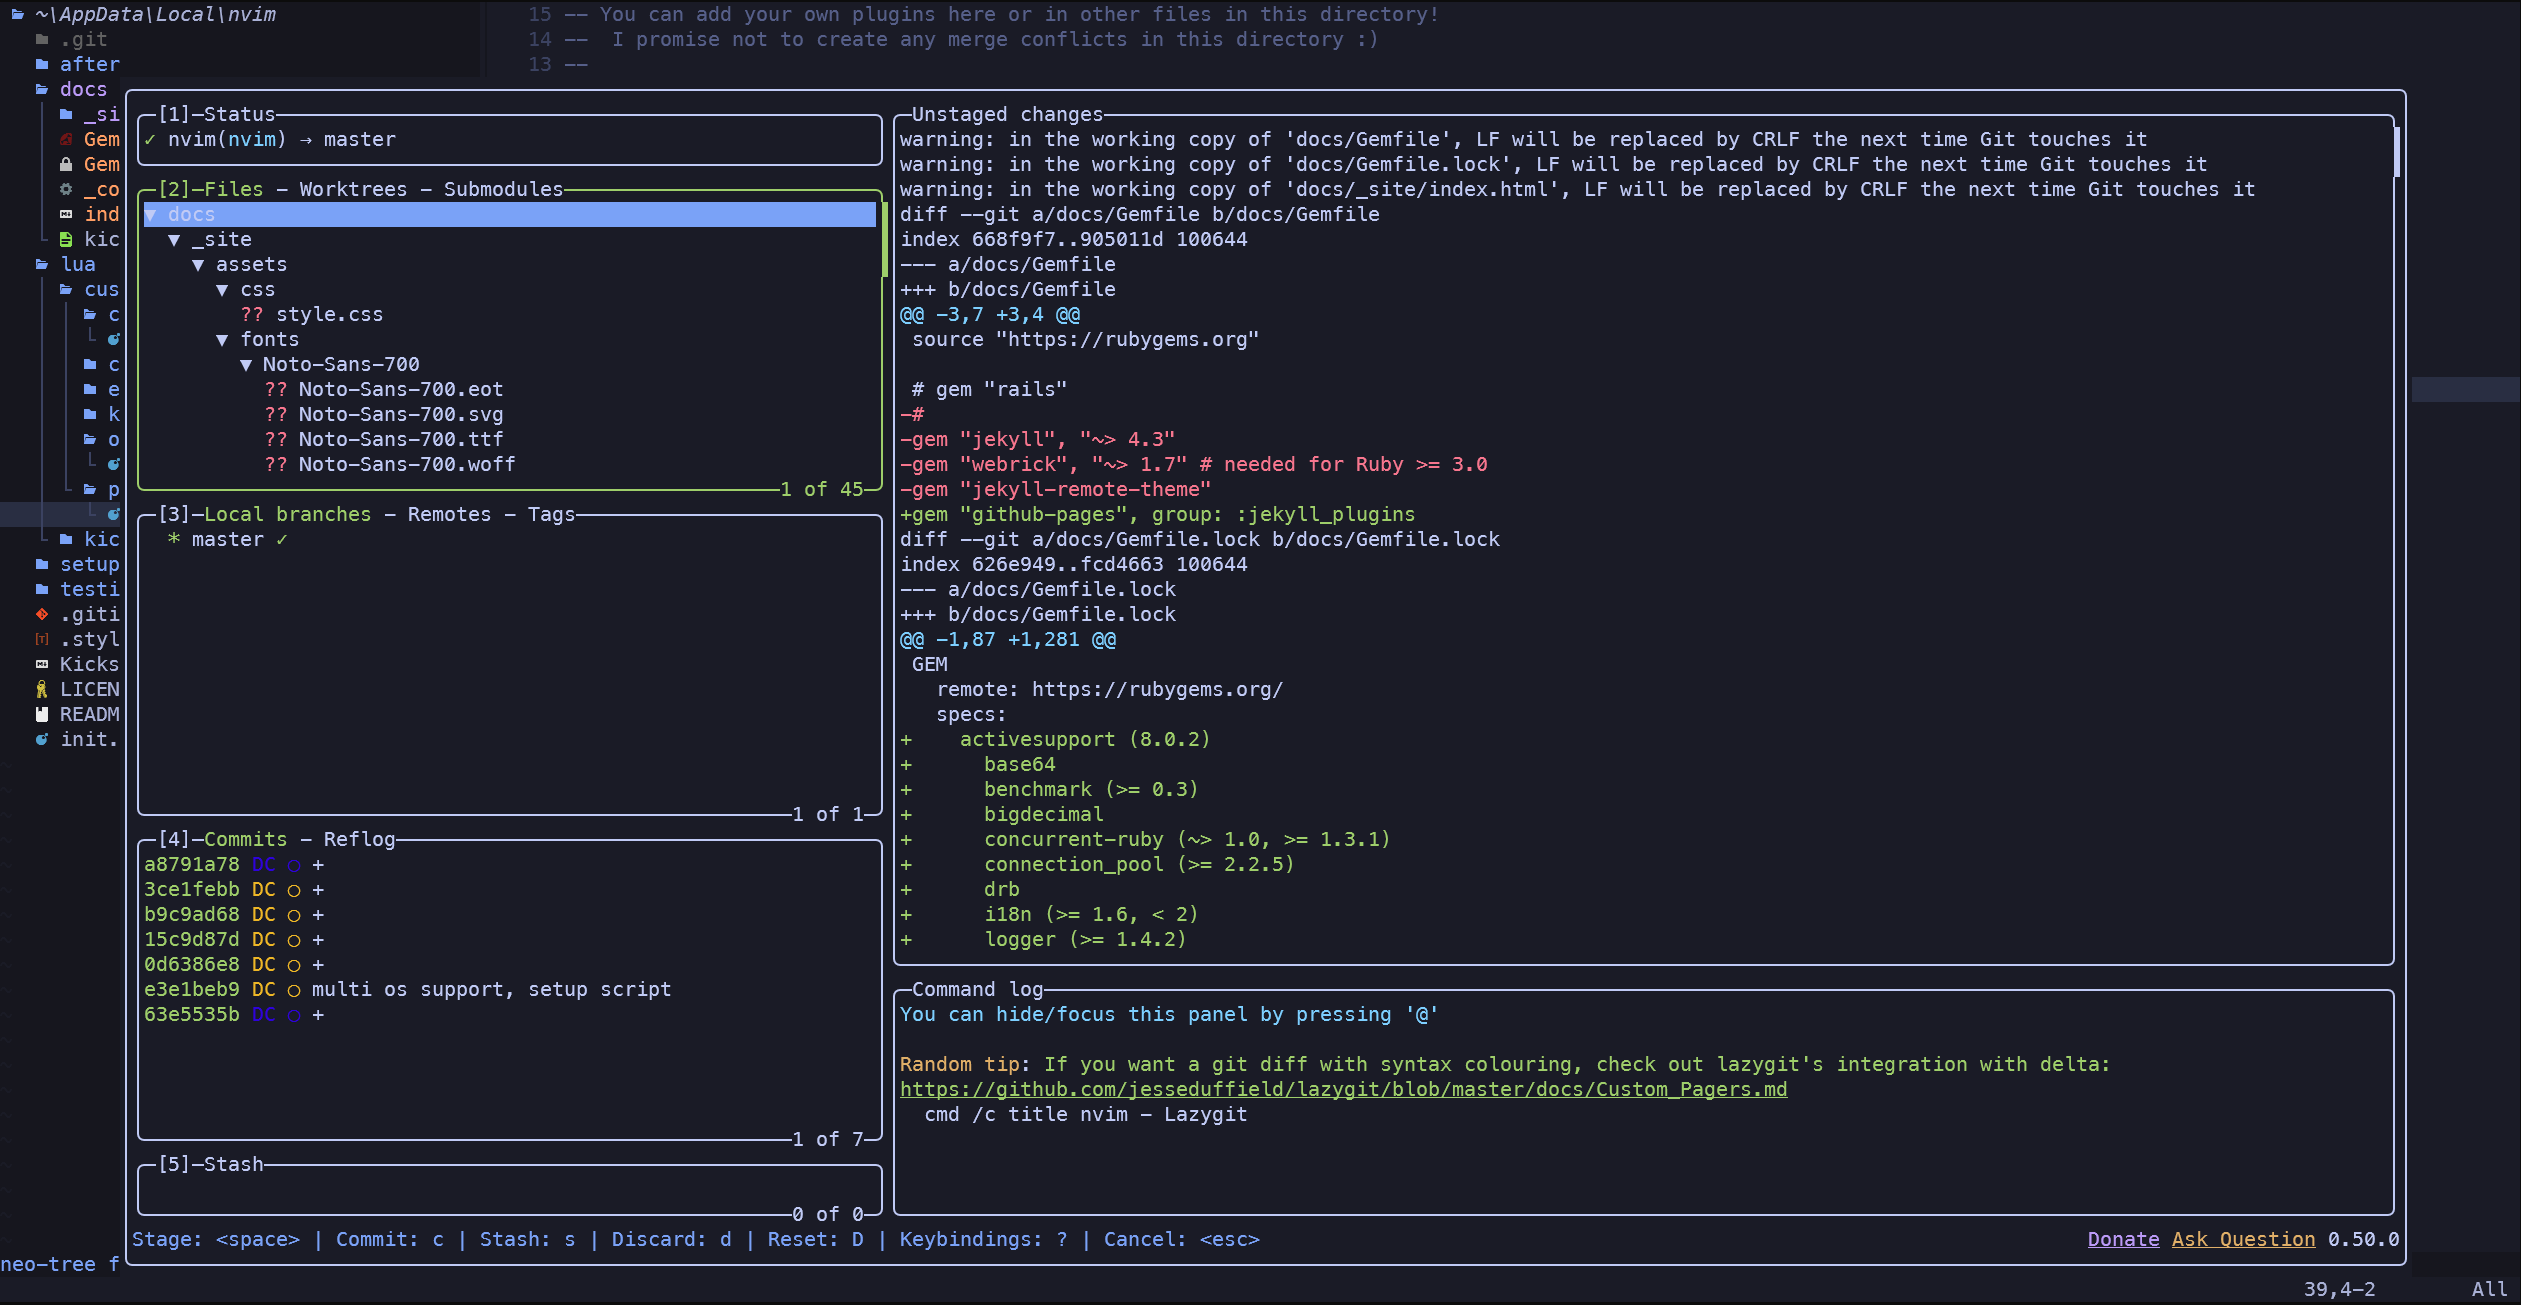 ~\AppData\Local\nvim
.git
after
docs
_si
Gem
Gem
_co
ind
kic
lua
cus
c
c
e
k
o
p
kic
setup
testi
.giti
.styl
Kicks
LICEN
READM
init.
neo-tree f
15 -- You can add your own plugins here or in other files in this directory!
14 --  I promise not to create any merge conflicts in this directory :)
13 --
[1]-Status
✓ nvim(nvim) → master
[2]-Files - Worktrees - Submodules
▼ docs
▼ _site
▼ assets
▼ css
?? style.css
▼ fonts
▼ Noto-Sans-700
?? Noto-Sans-700.eot
?? Noto-Sans-700.svg
?? Noto-Sans-700.ttf
?? Noto-Sans-700.woff
1 of 45
[3]-Local branches - Remotes - Tags
* master ✓
1 of 1
[4]-Commits - Reflog
a8791a78 DC ○ +
3ce1febb DC ○ +
b9c9ad68 DC ○ +
15c9d87d DC ○ +
0d6386e8 DC ○ +
e3e1beb9 DC ○ multi os support, setup script
63e5535b DC ○ +
1 of 7
[5]-Stash
0 of 0
Unstaged changes
warning: in the working copy of 'docs/Gemfile', LF will be replaced by CRLF the next time Git touches it
warning: in the working copy of 'docs/Gemfile.lock', LF will be replaced by CRLF the next time Git touches it
warning: in the working copy of 'docs/_site/index.html', LF will be replaced by CRLF the next time Git touches it
diff --git a/docs/Gemfile b/docs/Gemfile
index 668f9f7..905011d 100644
--- a/docs/Gemfile
+++ b/docs/Gemfile
@@ -3,7 +3,4 @@
source "https://rubygems.org"
# gem "rails"
-#
-gem "jekyll", "~> 4.3"
-gem "webrick", "~> 1.7" # needed for Ruby >= 3.0
-gem "jekyll-remote-theme"
+gem "github-pages", group: :jekyll_plugins
diff --git a/docs/Gemfile.lock b/docs/Gemfile.lock
index 626e949..fcd4663 100644
--- a/docs/Gemfile.lock
+++ b/docs/Gemfile.lock
@@ -1,87 +1,281 @@
GEM
remote: https://rubygems.org/
specs:
+    activesupport (8.0.2)
+      base64
+      benchmark (>= 0.3)
+      bigdecimal
+      concurrent-ruby (~> 1.0, >= 1.3.1)
+      connection_pool (>= 2.2.5)
+      drb
+      i18n (>= 1.6, < 2)
+      logger (>= 1.4.2)
Command log
You can hide/focus this panel by pressing '@'
Random tip: If you want a git diff with syntax colouring, check out lazygit's integration with delta:
https://github.com/jesseduffield/lazygit/blob/master/docs/Custom_Pagers.md
cmd /c title nvim - Lazygit
Stage: <space> | Commit: c | Stash: s | Discard: d | Reset: D | Keybindings: ? | Cancel: <esc>
Donate Ask Question 0.50.0
39,4-2 All